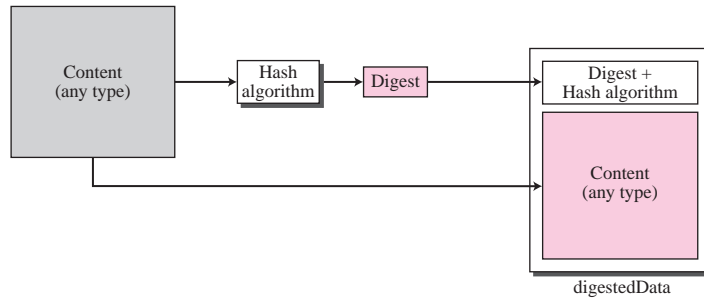 Content
(any type)
Hash
algorithm
Digest
Digest +
Hash algorithm
Content
(any type)
digestedData